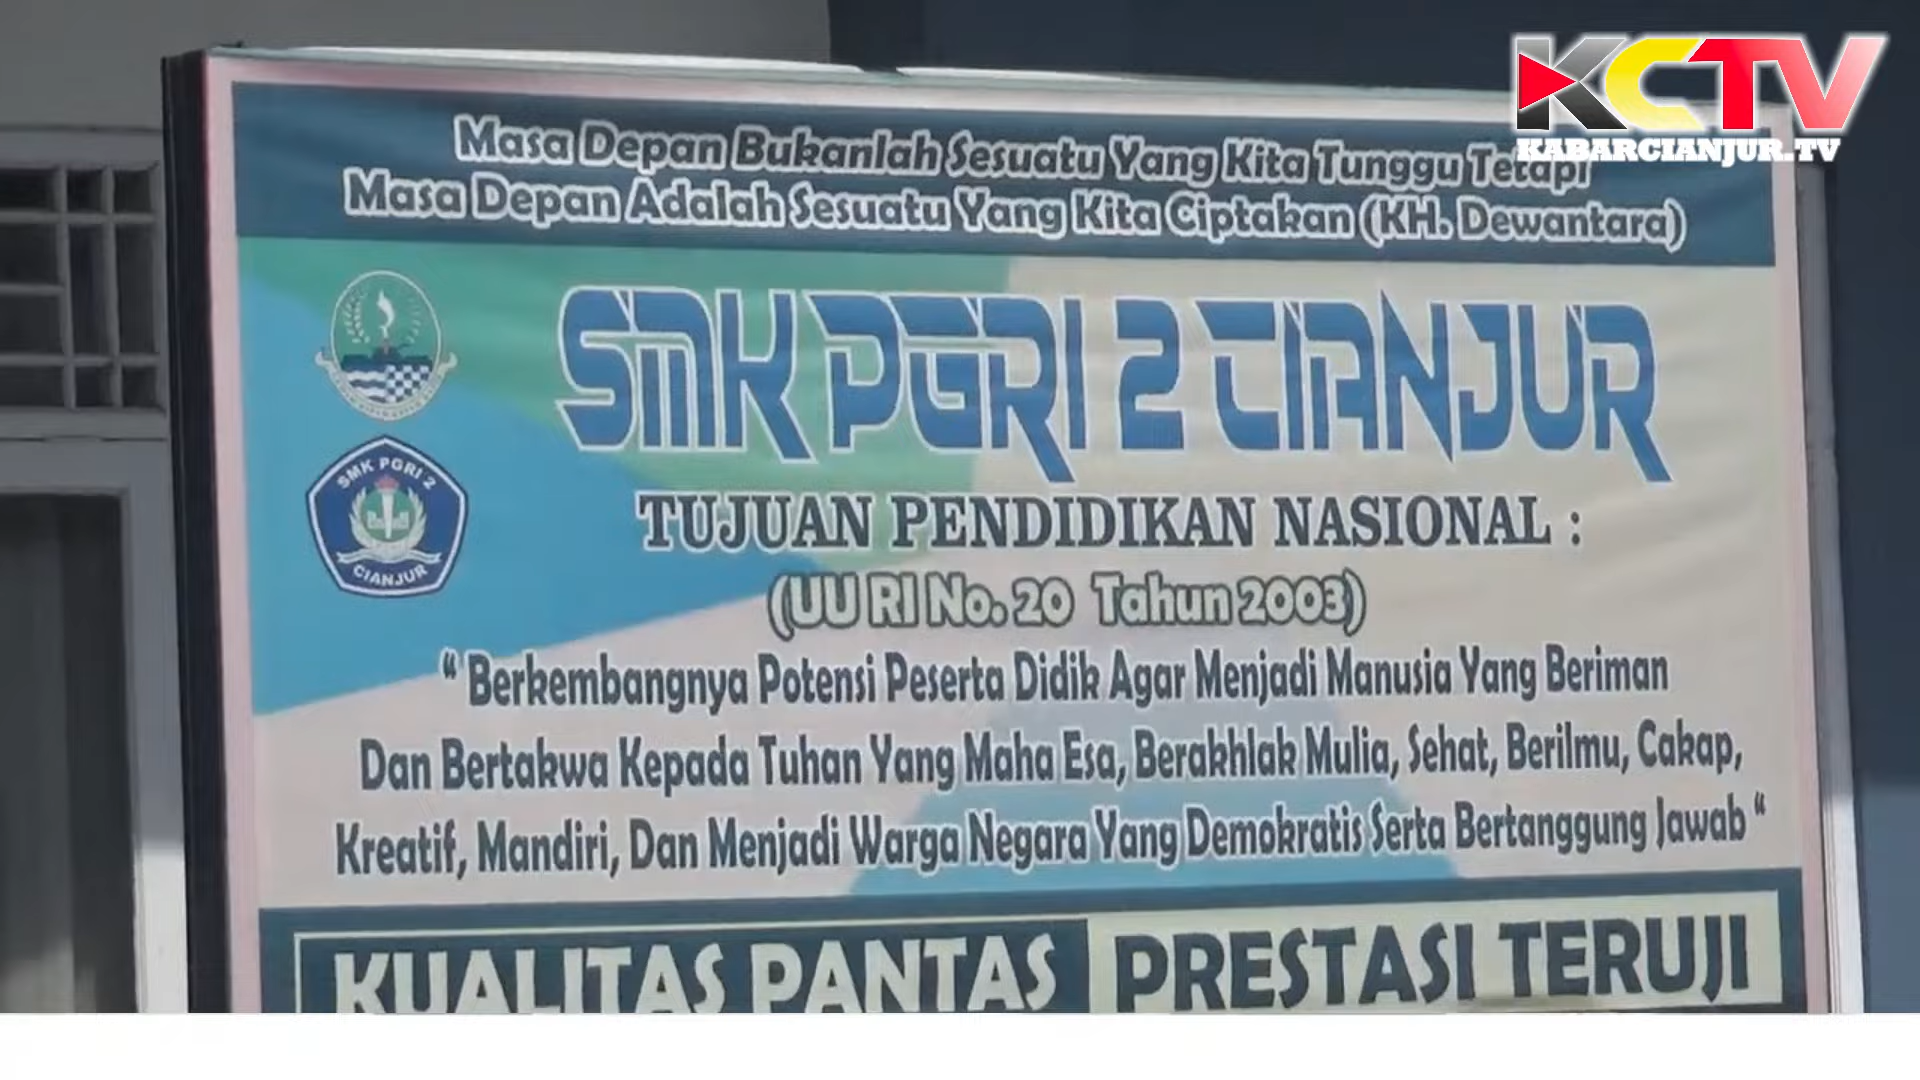 KCTV
KABARCIANJUR.TV
Masa Depan Bukanlah Sesuatu Yang Kita Tunggu Tetapi
Masa Depan Adalah Sesuatu Yang Kita Ciptakan (KH. Dewantara)
SMK PGRI 2 CIANJUR
SMK PGRI 2
CIANJUR
TUJUAN PENDIDIKAN NASIONAL :
(UU RI No. 20 Tahun 2003)
“ Berkembangnya Potensi Peserta Didik Agar Menjadi Manusia Yang Beriman
Dan Bertakwa Kepada Tuhan Yang Maha Esa, Berakhlak Mulia, Sehat, Berilmu, Cakap,
Kreatif, Mandiri, Dan Menjadi Warga Negara Yang Demokratis Serta Bertanggung Jawab “
KUALITAS PANTAS PRESTASI TERUJI